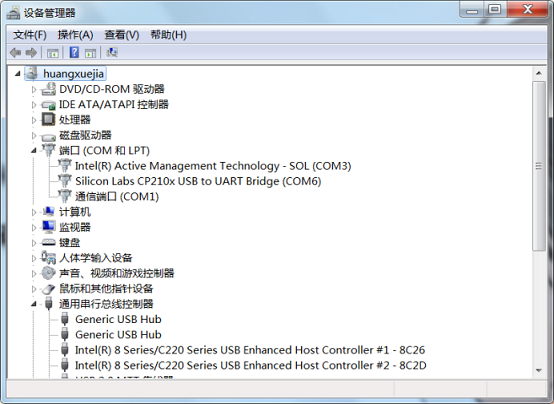 设备管理器
文件(F) 操作(A) 查看(V) 帮助(H)
huangxuejia
DVD/CD-ROM 驱动器
IDE ATA/ATAPI 控制器
处理器
磁盘驱动器
端口 (COM 和 LPT)
Intel(R) Active Management Technology - SOL (COM3)
Silicon Labs CP210x USB to UART Bridge (COM6)
通信端口 (COM1)
计算机
监视器
键盘
人体学输入设备
声音、视频和游戏控制器
鼠标和其他指针设备
通用串行总线控制器
Generic USB Hub
Generic USB Hub
Intel(R) 8 Series/C220 Series USB Enhanced Host Controller #1 - 8C26
Intel(R) 8 Series/C220 Series USB Enhanced Host Controller #2 - 8C2D